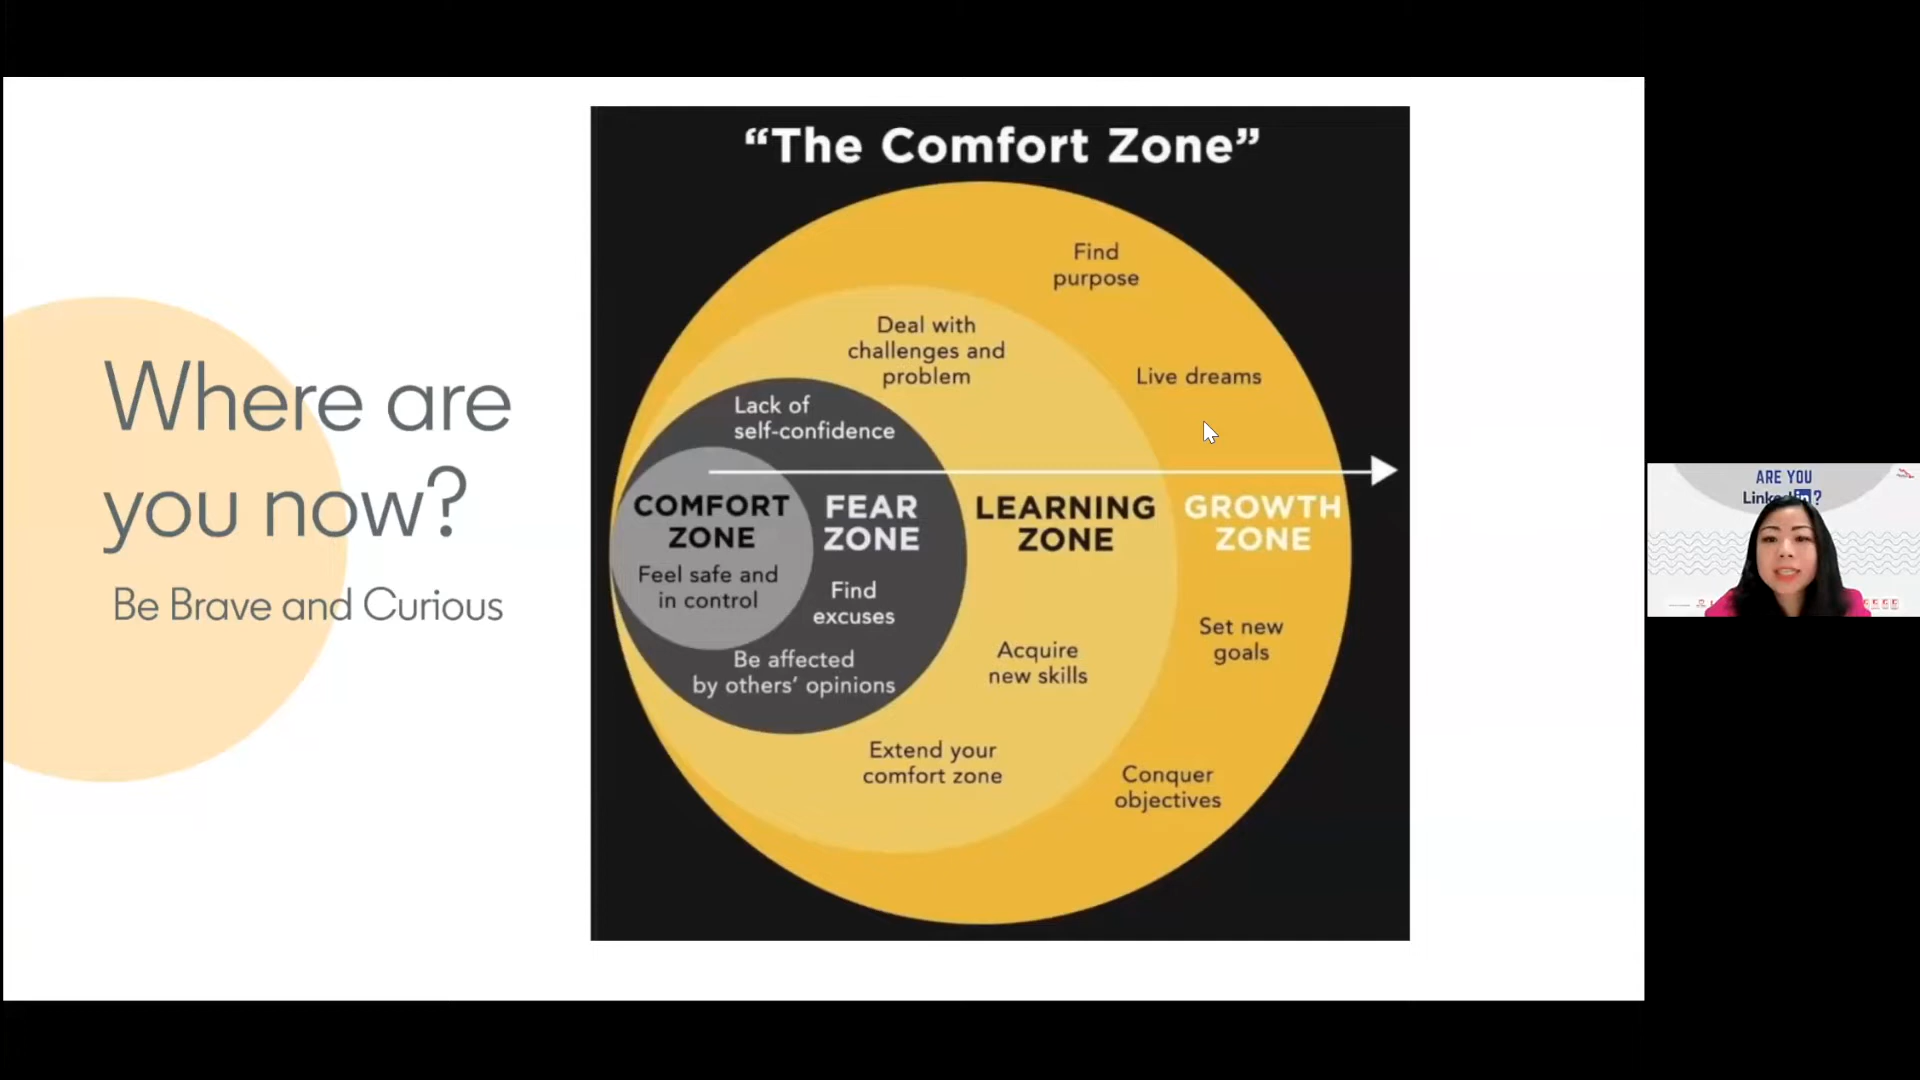 Where are
you now?
Be Brave and Curious
“The Comfort Zone”
Find
purpose
Deal with
challenges and
problem
Live dreams
Lack of
self-confidence
COMFORT
ZONE
Feel safe and
in control
FEAR
ZONE
Find
excuses
Be affected
by others’ opinions
LEARNING
ZONE
Acquire
new skills
Extend your
comfort zone
GROWTH
ZONE
Set new
goals
Conquer
objectives
ARE YOU
Linkedin?